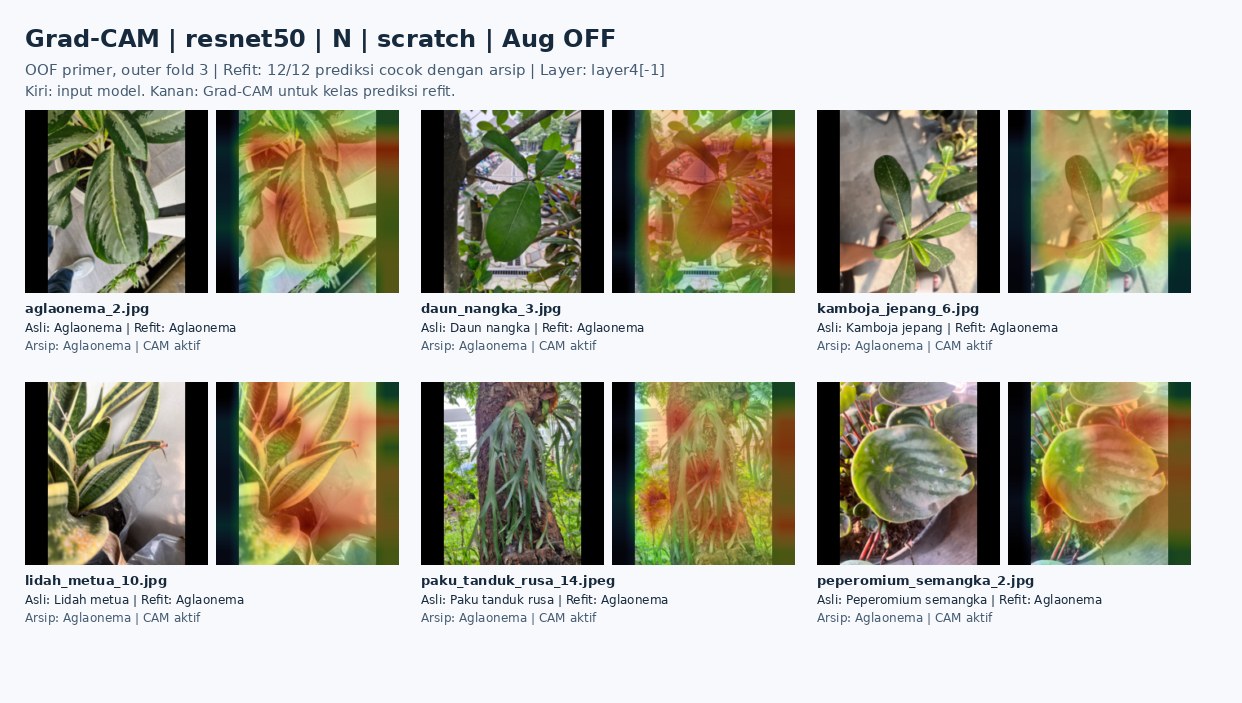 Grad-CAM | resnet50 | N | scratch | Aug OFF
OOF primer, outer fold 3 | Refit: 12/12 prediksi cocok dengan arsip | Layer: layer4[-1]
Kiri: input model. Kanan: Grad-CAM untuk kelas prediksi refit.
aglaonema_2.jpg
Asli: Aglaonema | Refit: Aglaonema
Arsip: Aglaonema | CAM aktif
daun_nangka_3.jpg
Asli: Daun nangka | Refit: Aglaonema
Arsip: Aglaonema | CAM aktif
kamboja_jepang_6.jpg
Asli: Kamboja jepang | Refit: Aglaonema
Arsip: Aglaonema | CAM aktif
lidah_metua_10.jpg
Asli: Lidah metua | Refit: Aglaonema
Arsip: Aglaonema | CAM aktif
paku_tanduk_rusa_14.jpeg
Asli: Paku tanduk rusa | Refit: Aglaonema
Arsip: Aglaonema | CAM aktif
peperomium_semangka_2.jpg
Asli: Peperomium semangka | Refit: Aglaonema
Arsip: Aglaonema | CAM aktif